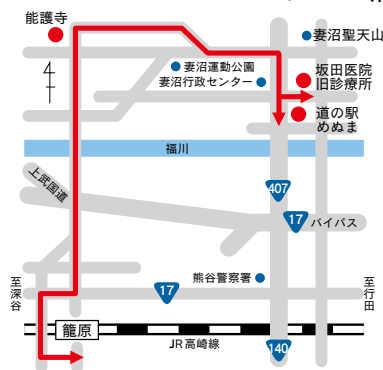 能護寺
妻沼聖天山
妻沼運動公園
妻沼行政センター
坂田医院
旧診療所
道の駅
めぬま
福川
上武国道
407
17
バイパス
熊谷警察署
17
至深谷
至行田
籠原
JR高崎線
140